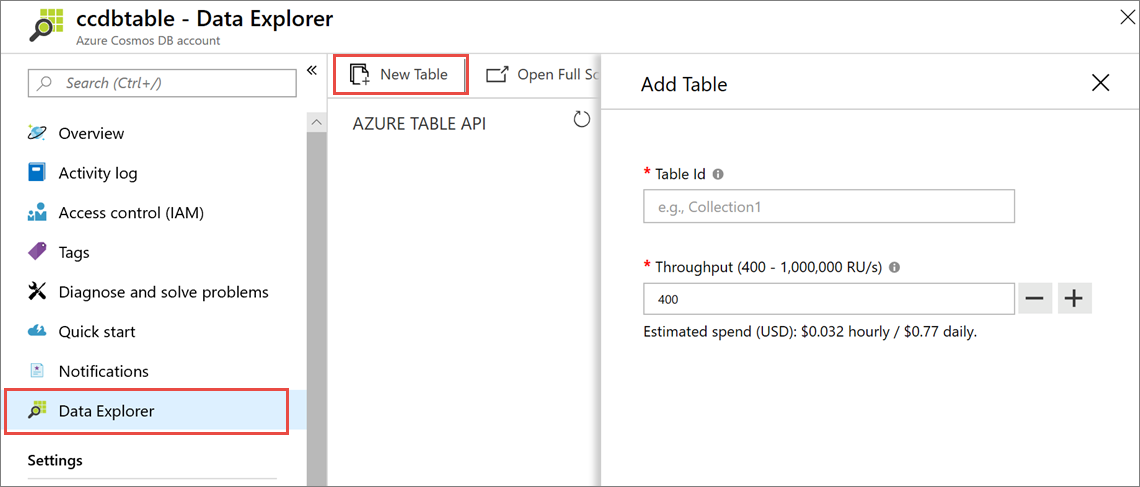 ccdbtable - Data Explorer
Azure Cosmos DB account
Search (Ctrl+/)
Overview
Activity log
Access control (IAM)
Tags
Diagnose and solve problems
Quick start
Notifications
Data Explorer
Settings
New Table
Open Full Sc
AZURE TABLE API
Add Table
* Table Id
e.g., Collection1
* Throughput (400 - 1,000,000 RU/s)
400
Estimated spend (USD): $0.032 hourly / $0.77 daily.